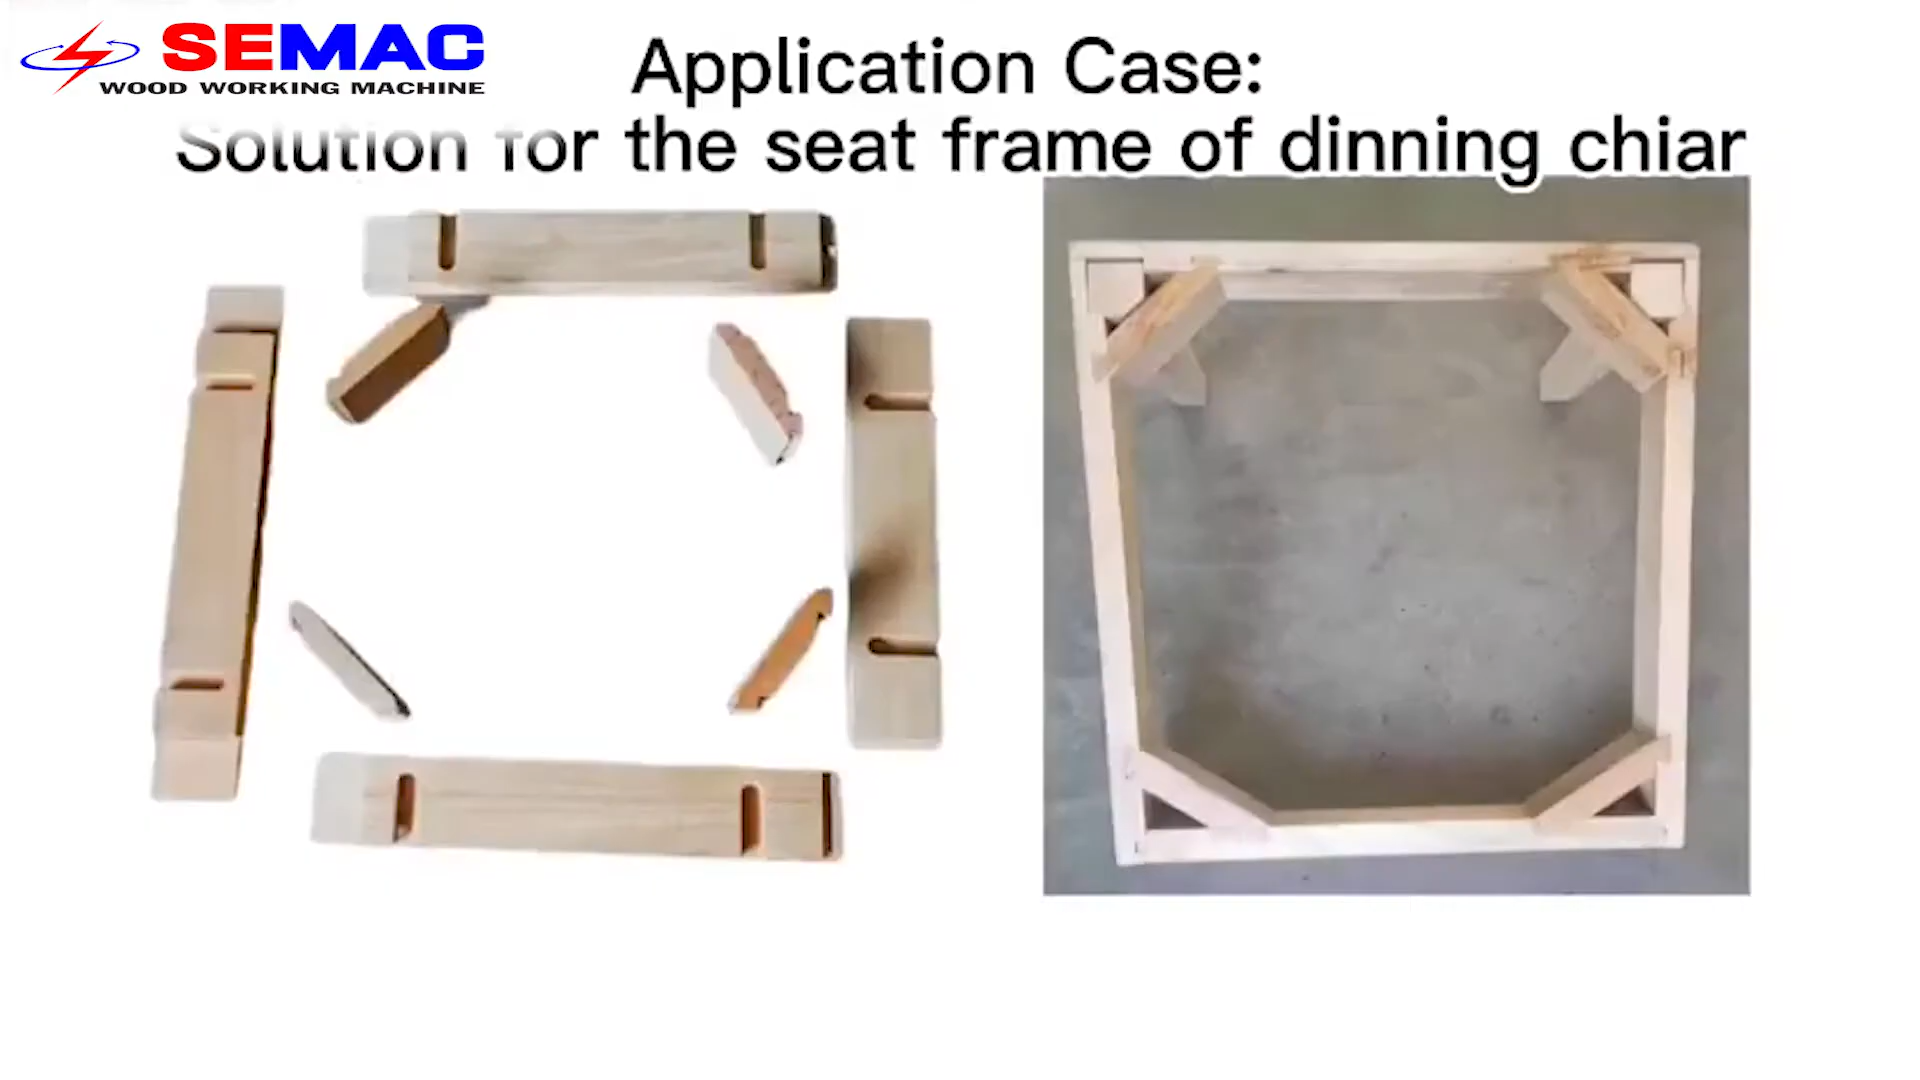 SEMAC
WOOD WORKING MACHINE
Application Case:
Solution for the seat frame of dinning chiar